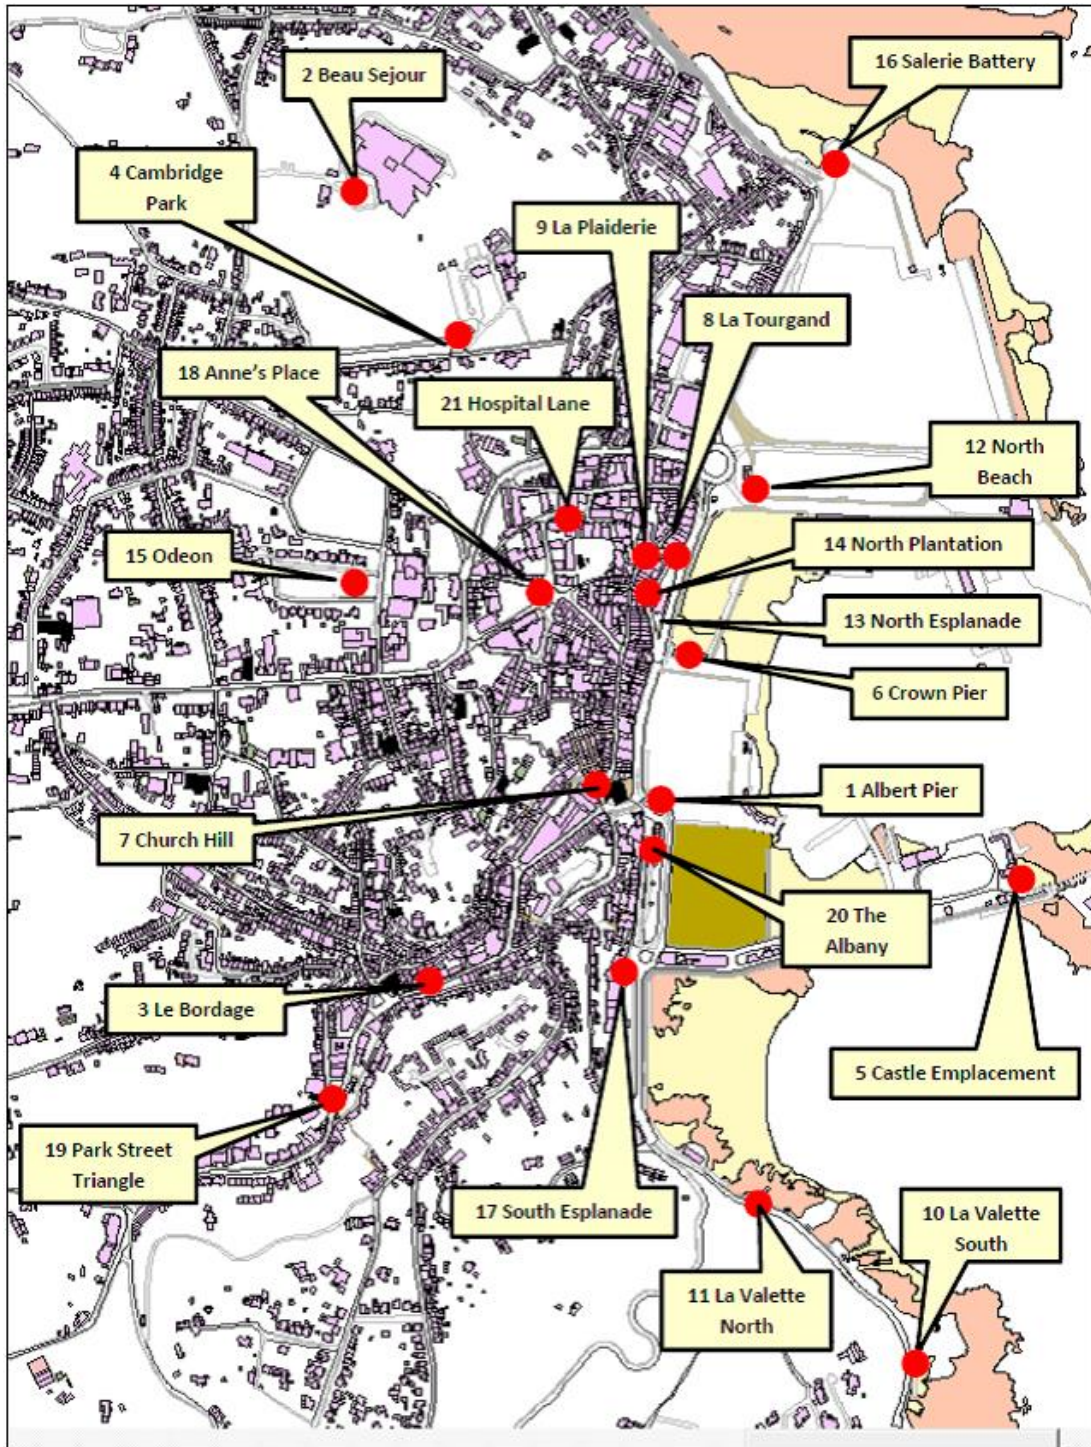 2 Beau Sejour
16 Salerie Battery
4 Cambridge
Park
9 La Plaiderie
8 La Tourgand
18 Anne's Place
21 Hospital Lane
12 North
Beach
15 Odeon
14 North Plantation
13 North Esplanade
6 Crown Pier
1 Albert Pier
7 Church Hill
20 The
Albany
3 Le Bordage
5 Castle Emplacement
19 Park Street
Triangle
17 South Esplanade
10 La Valette
South
11 La Valette
North